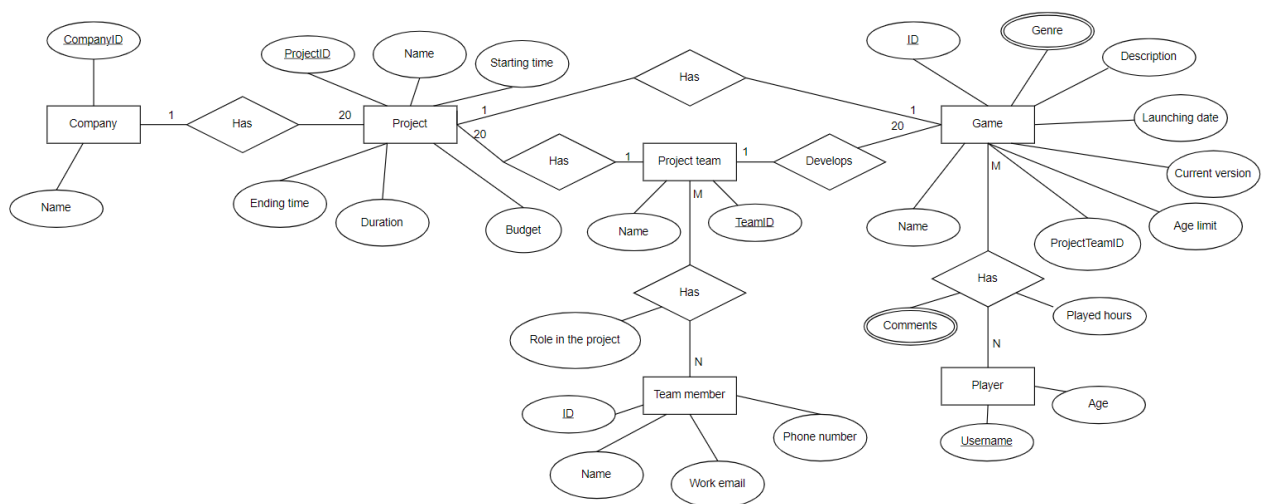 CompanyID
ProjectID
Name
Starting time
Has
ID
Genre
Description
Company
1
Has
20
Project
1
20
Has
1
Project team
1
Develops
20
1
Game
Launching date
Current version
Age limit
ProjectTeamID
Name
M
Name
Ending time
Duration
Budget
Name
TeamID
M
Has
Role in the project
N
Team member
ID
Name
Work email
Phone number
Has
Comments
Played hours
N
Player
Age
Username